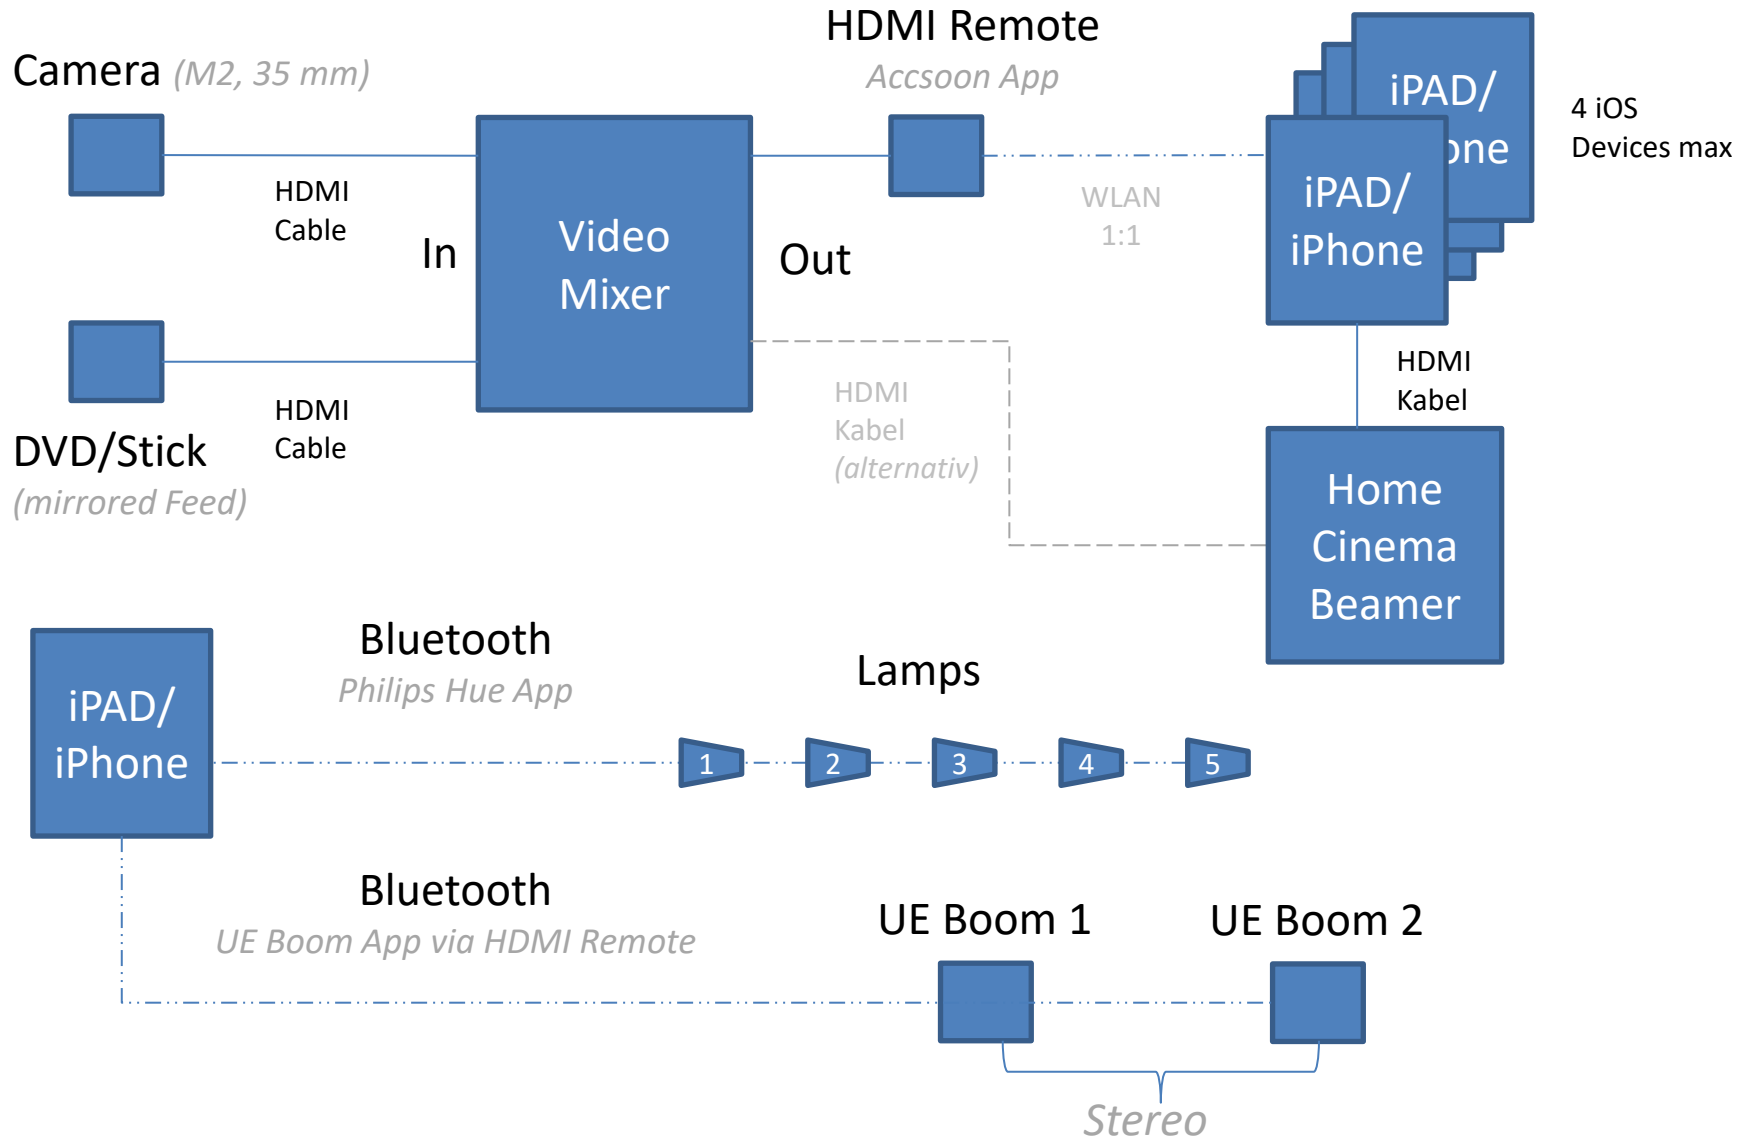 HDMI Remote
Accsoon App
Camera (M2, 35 mm)
iPAD/
iPhone
4 iOS
Devices max
iPAD/
iPhone
HDMI
Cable
In
Video
Mixer
Out
WLAN
1:1
HDMI
Cable
DVD/Stick
(mirrored Feed)
HDMI
Kabel
(alternativ)
HDMI
Kabel
Home
Cinema
Beamer
iPAD/
iPhone
Bluetooth
Philips Hue App
Lamps
1 2 3 4 5
Bluetooth
UE Boom App via HDMI Remote
UE Boom 1
UE Boom 2
Stereo